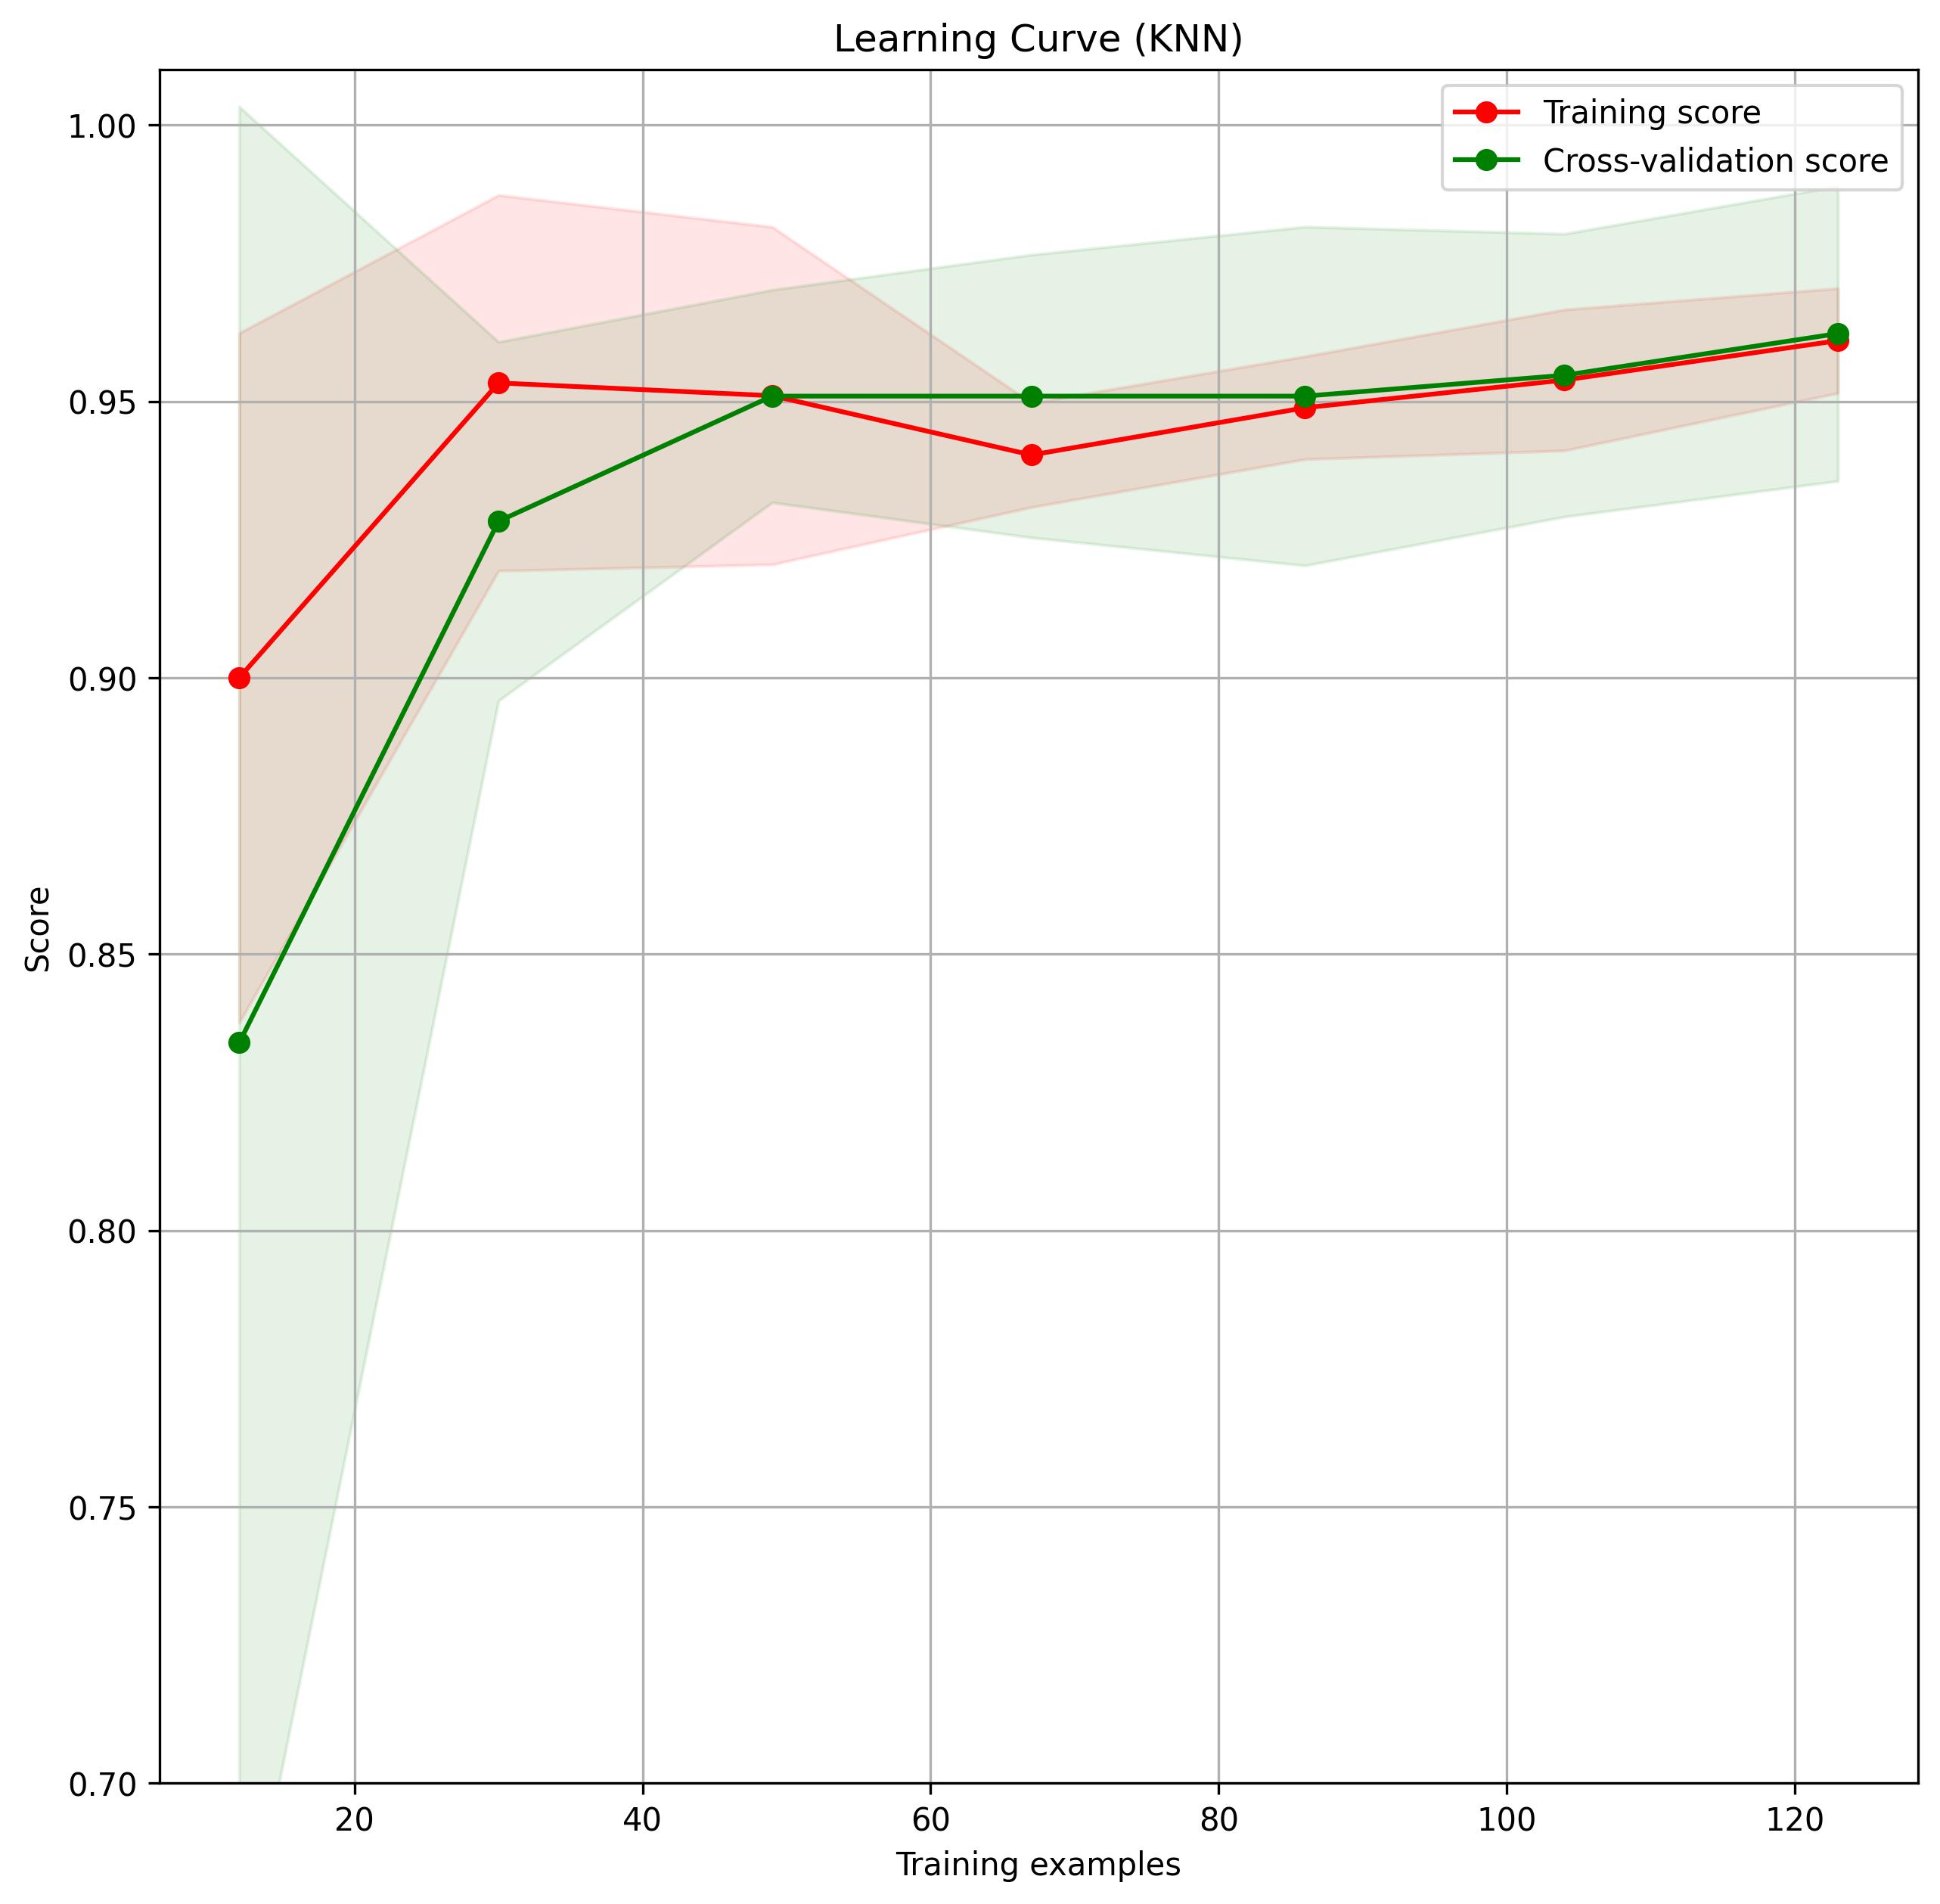 Learning Curve (KNN)
Training score
Cross-validation score
1.00
0.95
0.90
0.85
0.80
0.75
0.70
Score
20 40 60 80 100 120
Training examples